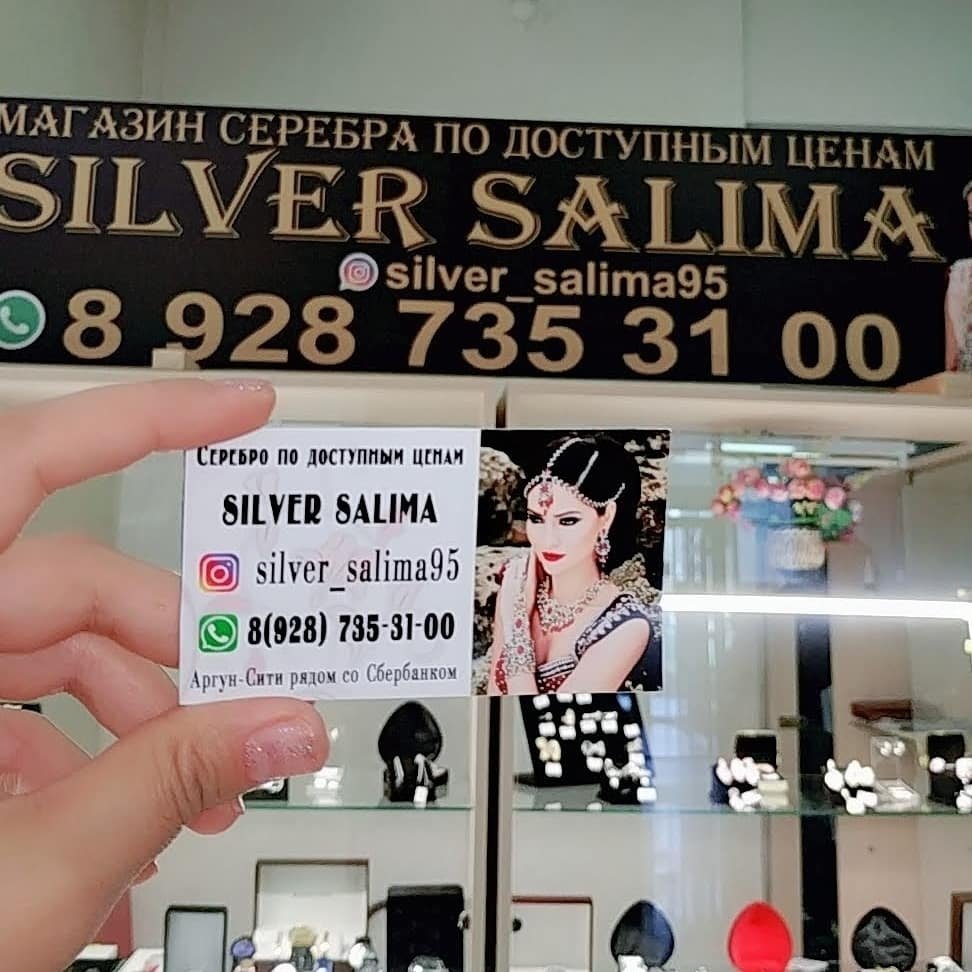 МАГАЗИН СЕРЕБРА ПО ДОСТУПНЫМ ЦЕНАМ
SILVER SALIMA
silver_salima95
8 928 735 31 00
СЕРЕБРО ПО ДОСТУПНЫМ ЦЕНАМ
SILVER SALIMA
silver_salima95
8(928) 735-31-00
Аргун-Сити рядом со Сбербанком